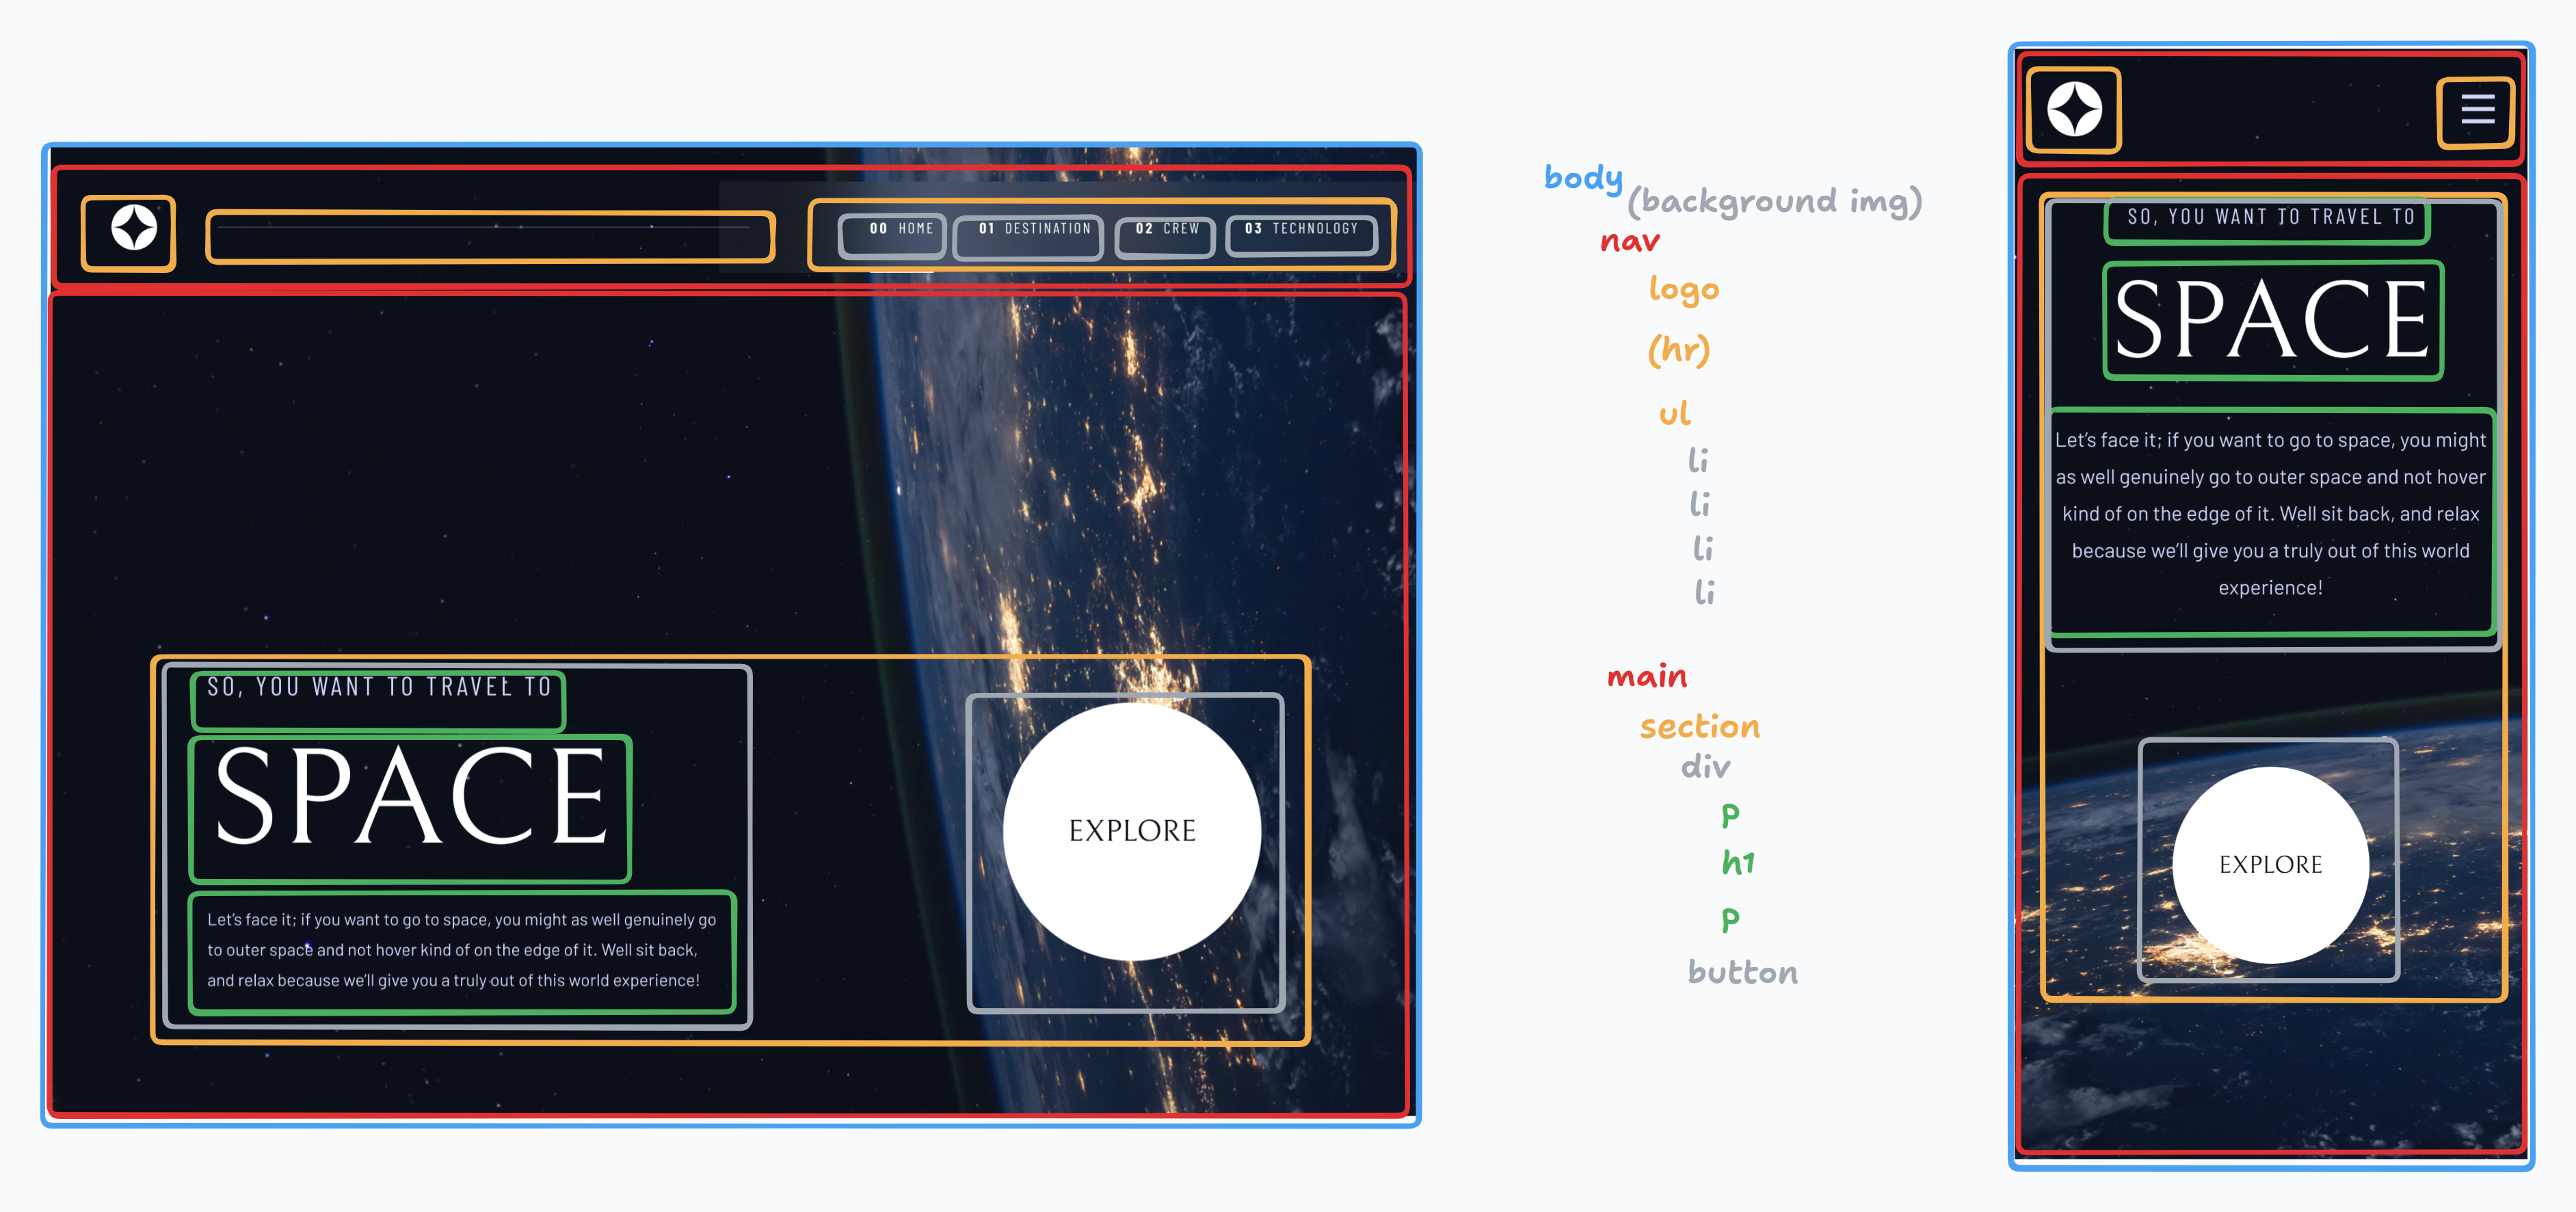 00 HOME
01 DESTINATION
02 CREW
03 TECHNOLOGY
SO, YOU WANT TO TRAVEL TO
SPACE
Let's face it; if you want to go to space, you might as well genuinely go
to outer space and not hover kind of on the edge of it. Well sit back,
and relax because we'll give you a truly out of this world experience!
EXPLORE
body
(background img)
nav
logo
(hr)
ul
li
li
li
li
main
section
div
p
h1
p
button
SO, YOU WANT TO TRAVEL TO
SPACE
Let's face it; if you want to go to space, you might
as well genuinely go to outer space and not hover
kind of on the edge of it. Well sit back, and relax
because we'll give you a truly out of this world
experience!
EXPLORE